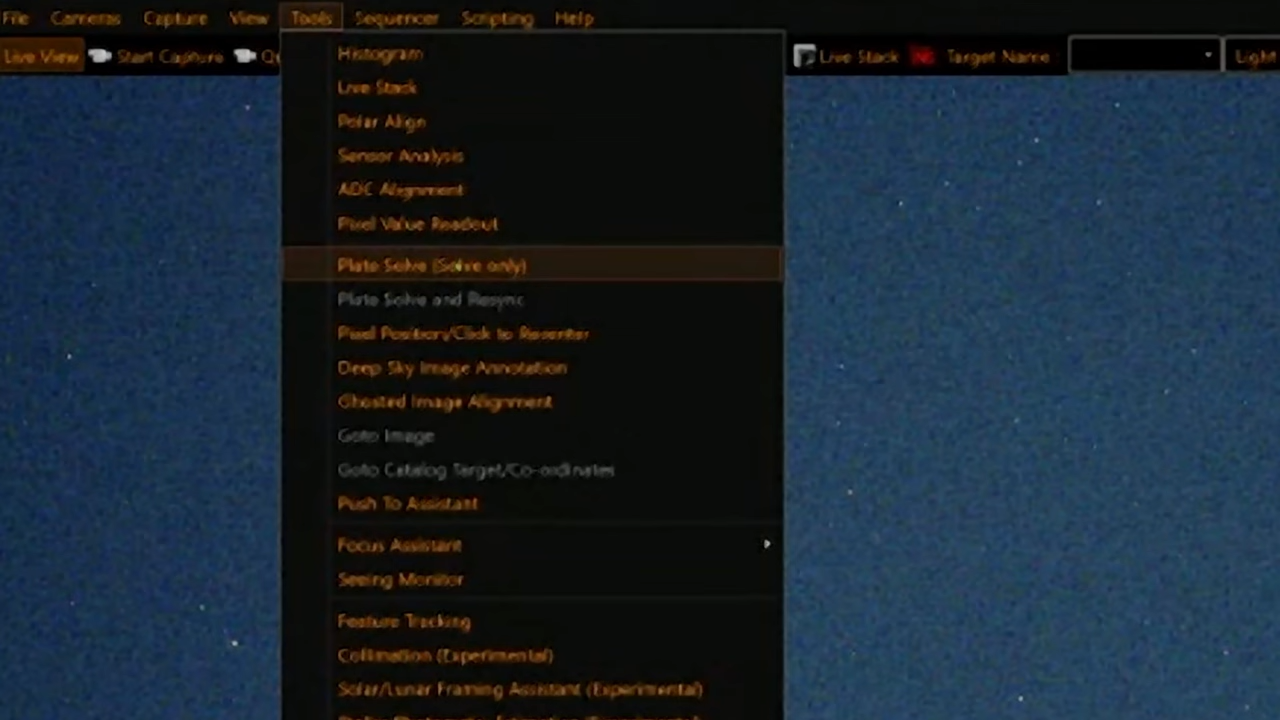 File Cameras Capture View Tools Sequencer Scripting Help
Live View Start Capture Live Stack Target Name Light
Histogram
Live Stack
Polar Align
Sensor Analysis
ADC Alignment
Pixel Value Readout
Plate Solve (Solve only)
Plate Solve and Resync
Pixel Position/Click to Recenter
Deep Sky Image Annotation
Ghosted Image Alignment
Goto Image
Goto Catalog Target/Co-ordinates
Push To Assistant
Focus Assistant
Seeing Monitor
Feature Tracking
Collimation (Experimental)
Solar/Lunar Framing Assistant (Experimental)